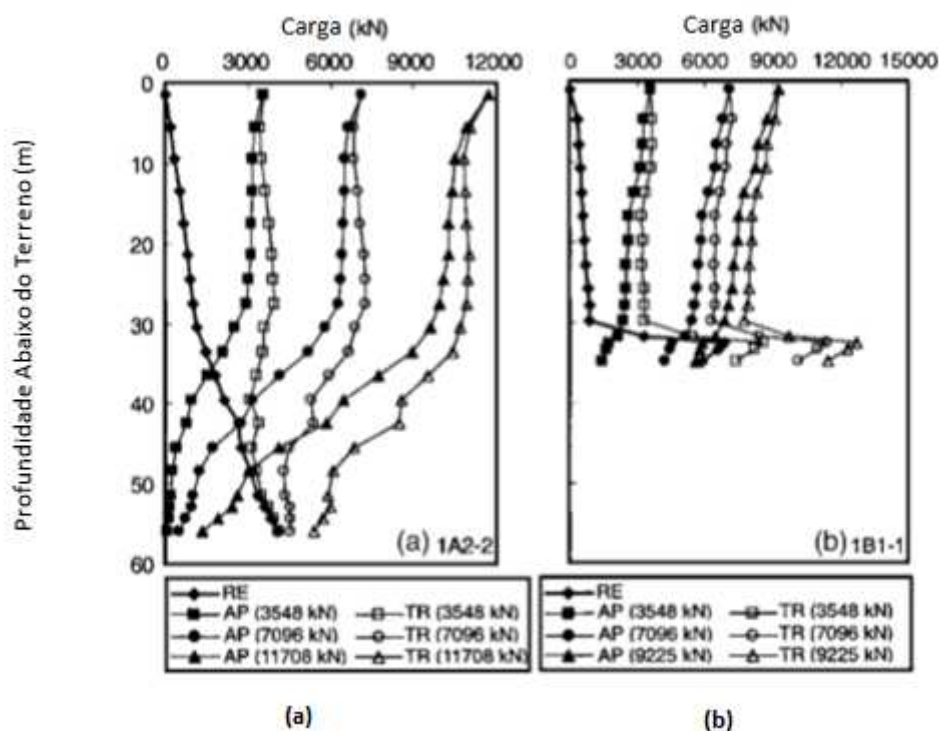 Carga (kN)
0 3000 6000 9000 12000
Carga (kN)
0 3000 6000 9000 12000 15000
Profundidade Abaixo do Terreno (m)
0
10
20
30
40
50
60
(a) 1A2-2
(b) 1B1-1
RE
AP (3548 kN) TR (3548 kN)
AP (7096 kN) TR (7096 kN)
AP (11708 kN) TR (11708 kN)
RE
AP (3548 kN) TR (3548 kN)
AP (7096 kN) TR (7096 kN)
AP (9225 kN) TR (9225 kN)
(a)
(b)